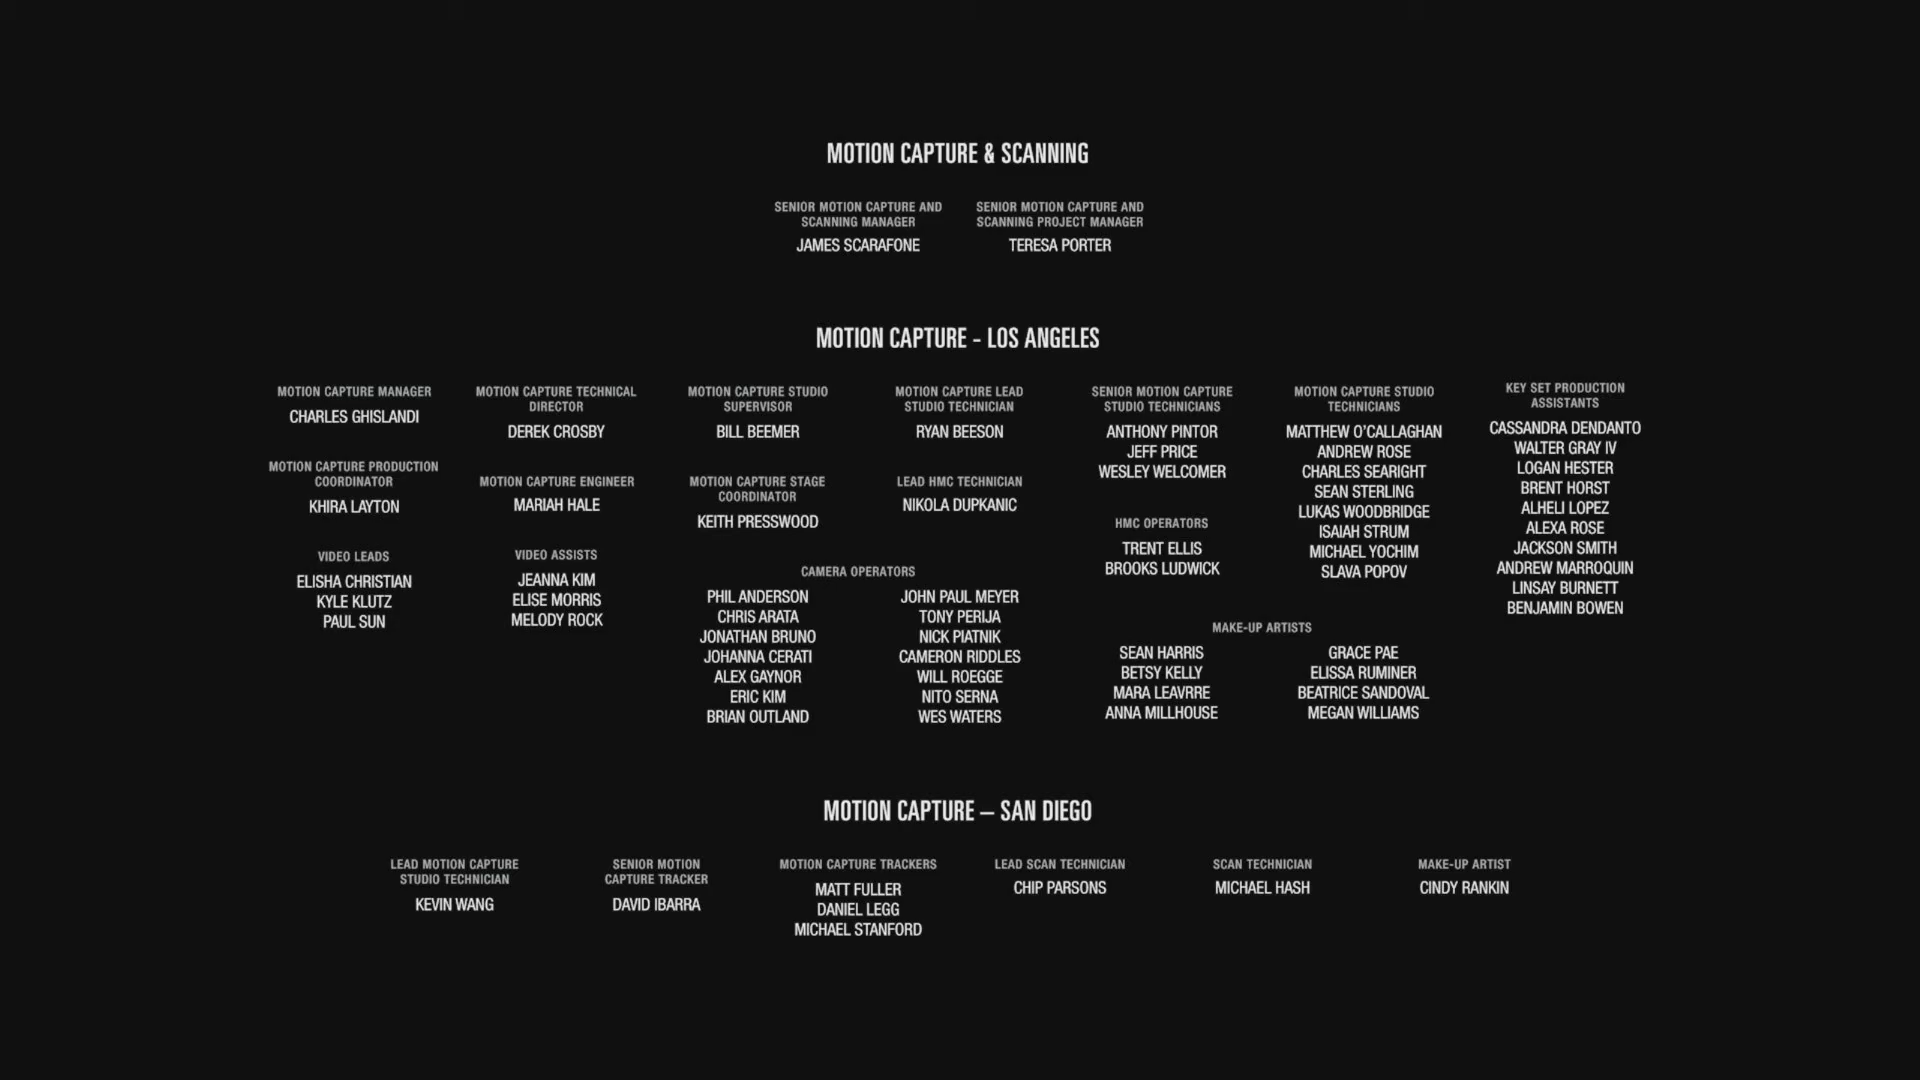 MOTION CAPTURE & SCANNING
SENIOR MOTION CAPTURE AND
SCANNING MANAGER
JAMES SCARAFONE
SENIOR MOTION CAPTURE AND
SCANNING PROJECT MANAGER
TERESA PORTER
MOTION CAPTURE - LOS ANGELES
MOTION CAPTURE MANAGER
CHARLES GHISLANDI
MOTION CAPTURE PRODUCTION
COORDINATOR
KHIRA LAYTON
VIDEO LEADS
ELISHA CHRISTIAN
KYLE KLUTZ
PAUL SUN
MOTION CAPTURE TECHNICAL
DIRECTOR
DEREK CROSBY
MOTION CAPTURE ENGINEER
MARIAH HALE
VIDEO ASSISTS
JEANNA KIM
ELISE MORRIS
MELODY ROCK
MOTION CAPTURE STUDIO
SUPERVISOR
BILL BEEMER
MOTION CAPTURE STAGE
COORDINATOR
KEITH PRESSWOOD
MOTION CAPTURE LEAD
STUDIO TECHNICIAN
RYAN BEESON
LEAD HMC TECHNICIAN
NIKOLA DUPKANIC
CAMERA OPERATORS
PHIL ANDERSON
CHRIS ARATA
JONATHAN BRUNO
JOHANNA CERATI
ALEX GAYNOR
ERIC KIM
BRIAN OUTLAND
JOHN PAUL MEYER
TONY PERIJA
NICK PIATNIK
CAMERON RIDDLES
WILL ROEGGE
NITO SERNA
WES WATERS
SENIOR MOTION CAPTURE
STUDIO TECHNICIANS
ANTHONY PINTOR
JEFF PRICE
WESLEY WELCOMER
HMC OPERATORS
TRENT ELLIS
BROOKS LUDWICK
MOTION CAPTURE STUDIO
TECHNICIANS
MATTHEW O'CALLAGHAN
ANDREW ROSE
CHARLES SEARIGHT
SEAN STERLING
LUKAS WOODBRIDGE
ISAIAH STRUM
MICHAEL YOCHIM
SLAVA POPOV
MAKE-UP ARTISTS
SEAN HARRIS
BETSY KELLY
MARA LEAVRRE
ANNA MILLHOUSE
GRACE PAE
ELISSA RUMINER
BEATRICE SANDOVAL
MEGAN WILLIAMS
KEY SET PRODUCTION
ASSISTANTS
CASSANDRA DENDANTO
WALTER GRAY IV
LOGAN HESTER
BRENT HORST
ALHELI LOPEZ
ALEXA ROSE
JACKSON SMITH
ANDREW MARROQUIN
LINSAY BURNETT
BENJAMIN BOWEN
MOTION CAPTURE – SAN DIEGO
LEAD MOTION CAPTURE
STUDIO TECHNICIAN
KEVIN WANG
SENIOR MOTION
CAPTURE TRACKER
DAVID IBARRA
MOTION CAPTURE TRACKERS
MATT FULLER
DANIEL LEGG
MICHAEL STANFORD
LEAD SCAN TECHNICIAN
CHIP PARSONS
SCAN TECHNICIAN
MICHAEL HASH
MAKE-UP ARTIST
CINDY RANKIN